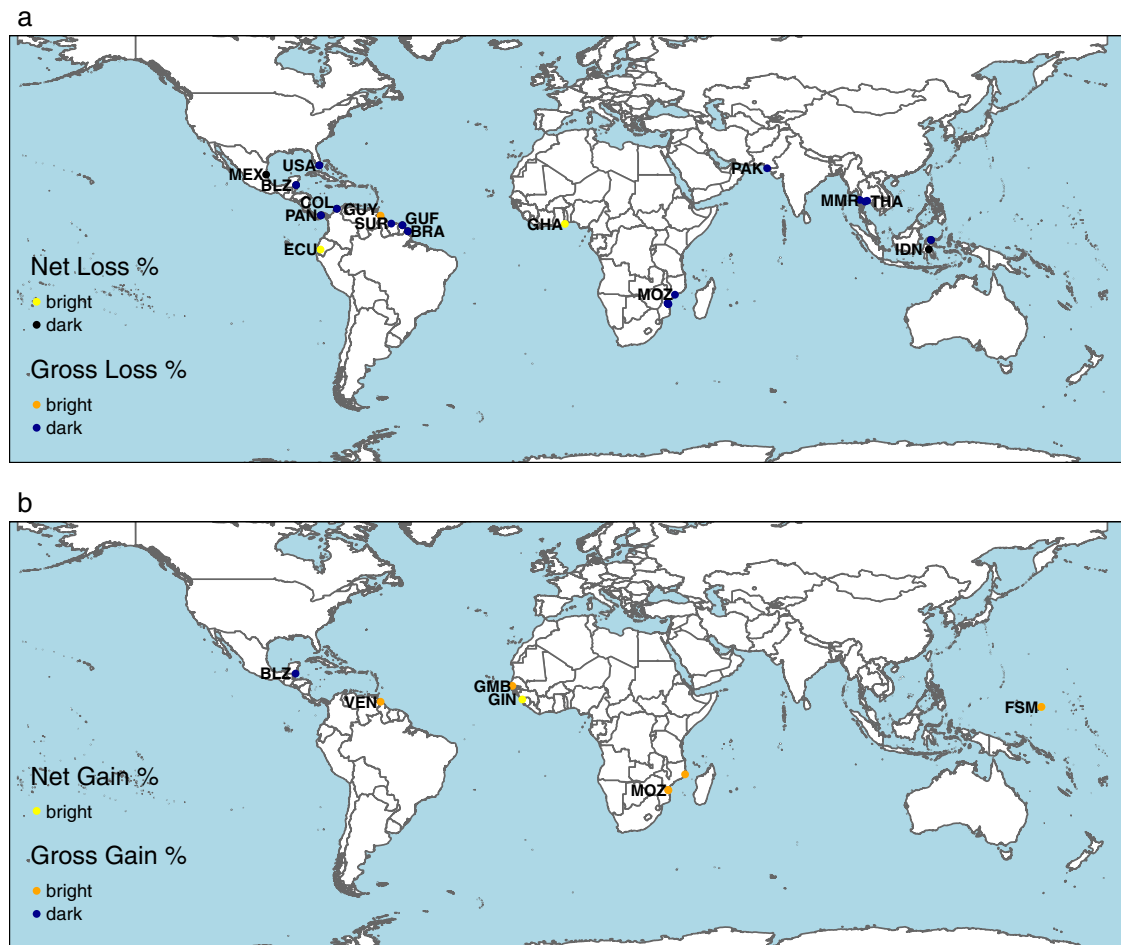 a
USA
MEX
BLZ
PAK
COL
GUY
MMR
THA
PAN
SUR
GUF
BRA
GHA
ECU
IDN
MOZ
Net Loss %
bright
dark
Gross Loss %
bright
dark
b
BLZ
GMB
VEN
GIN
FSM
MOZ
Net Gain %
bright
Gross Gain %
bright
dark